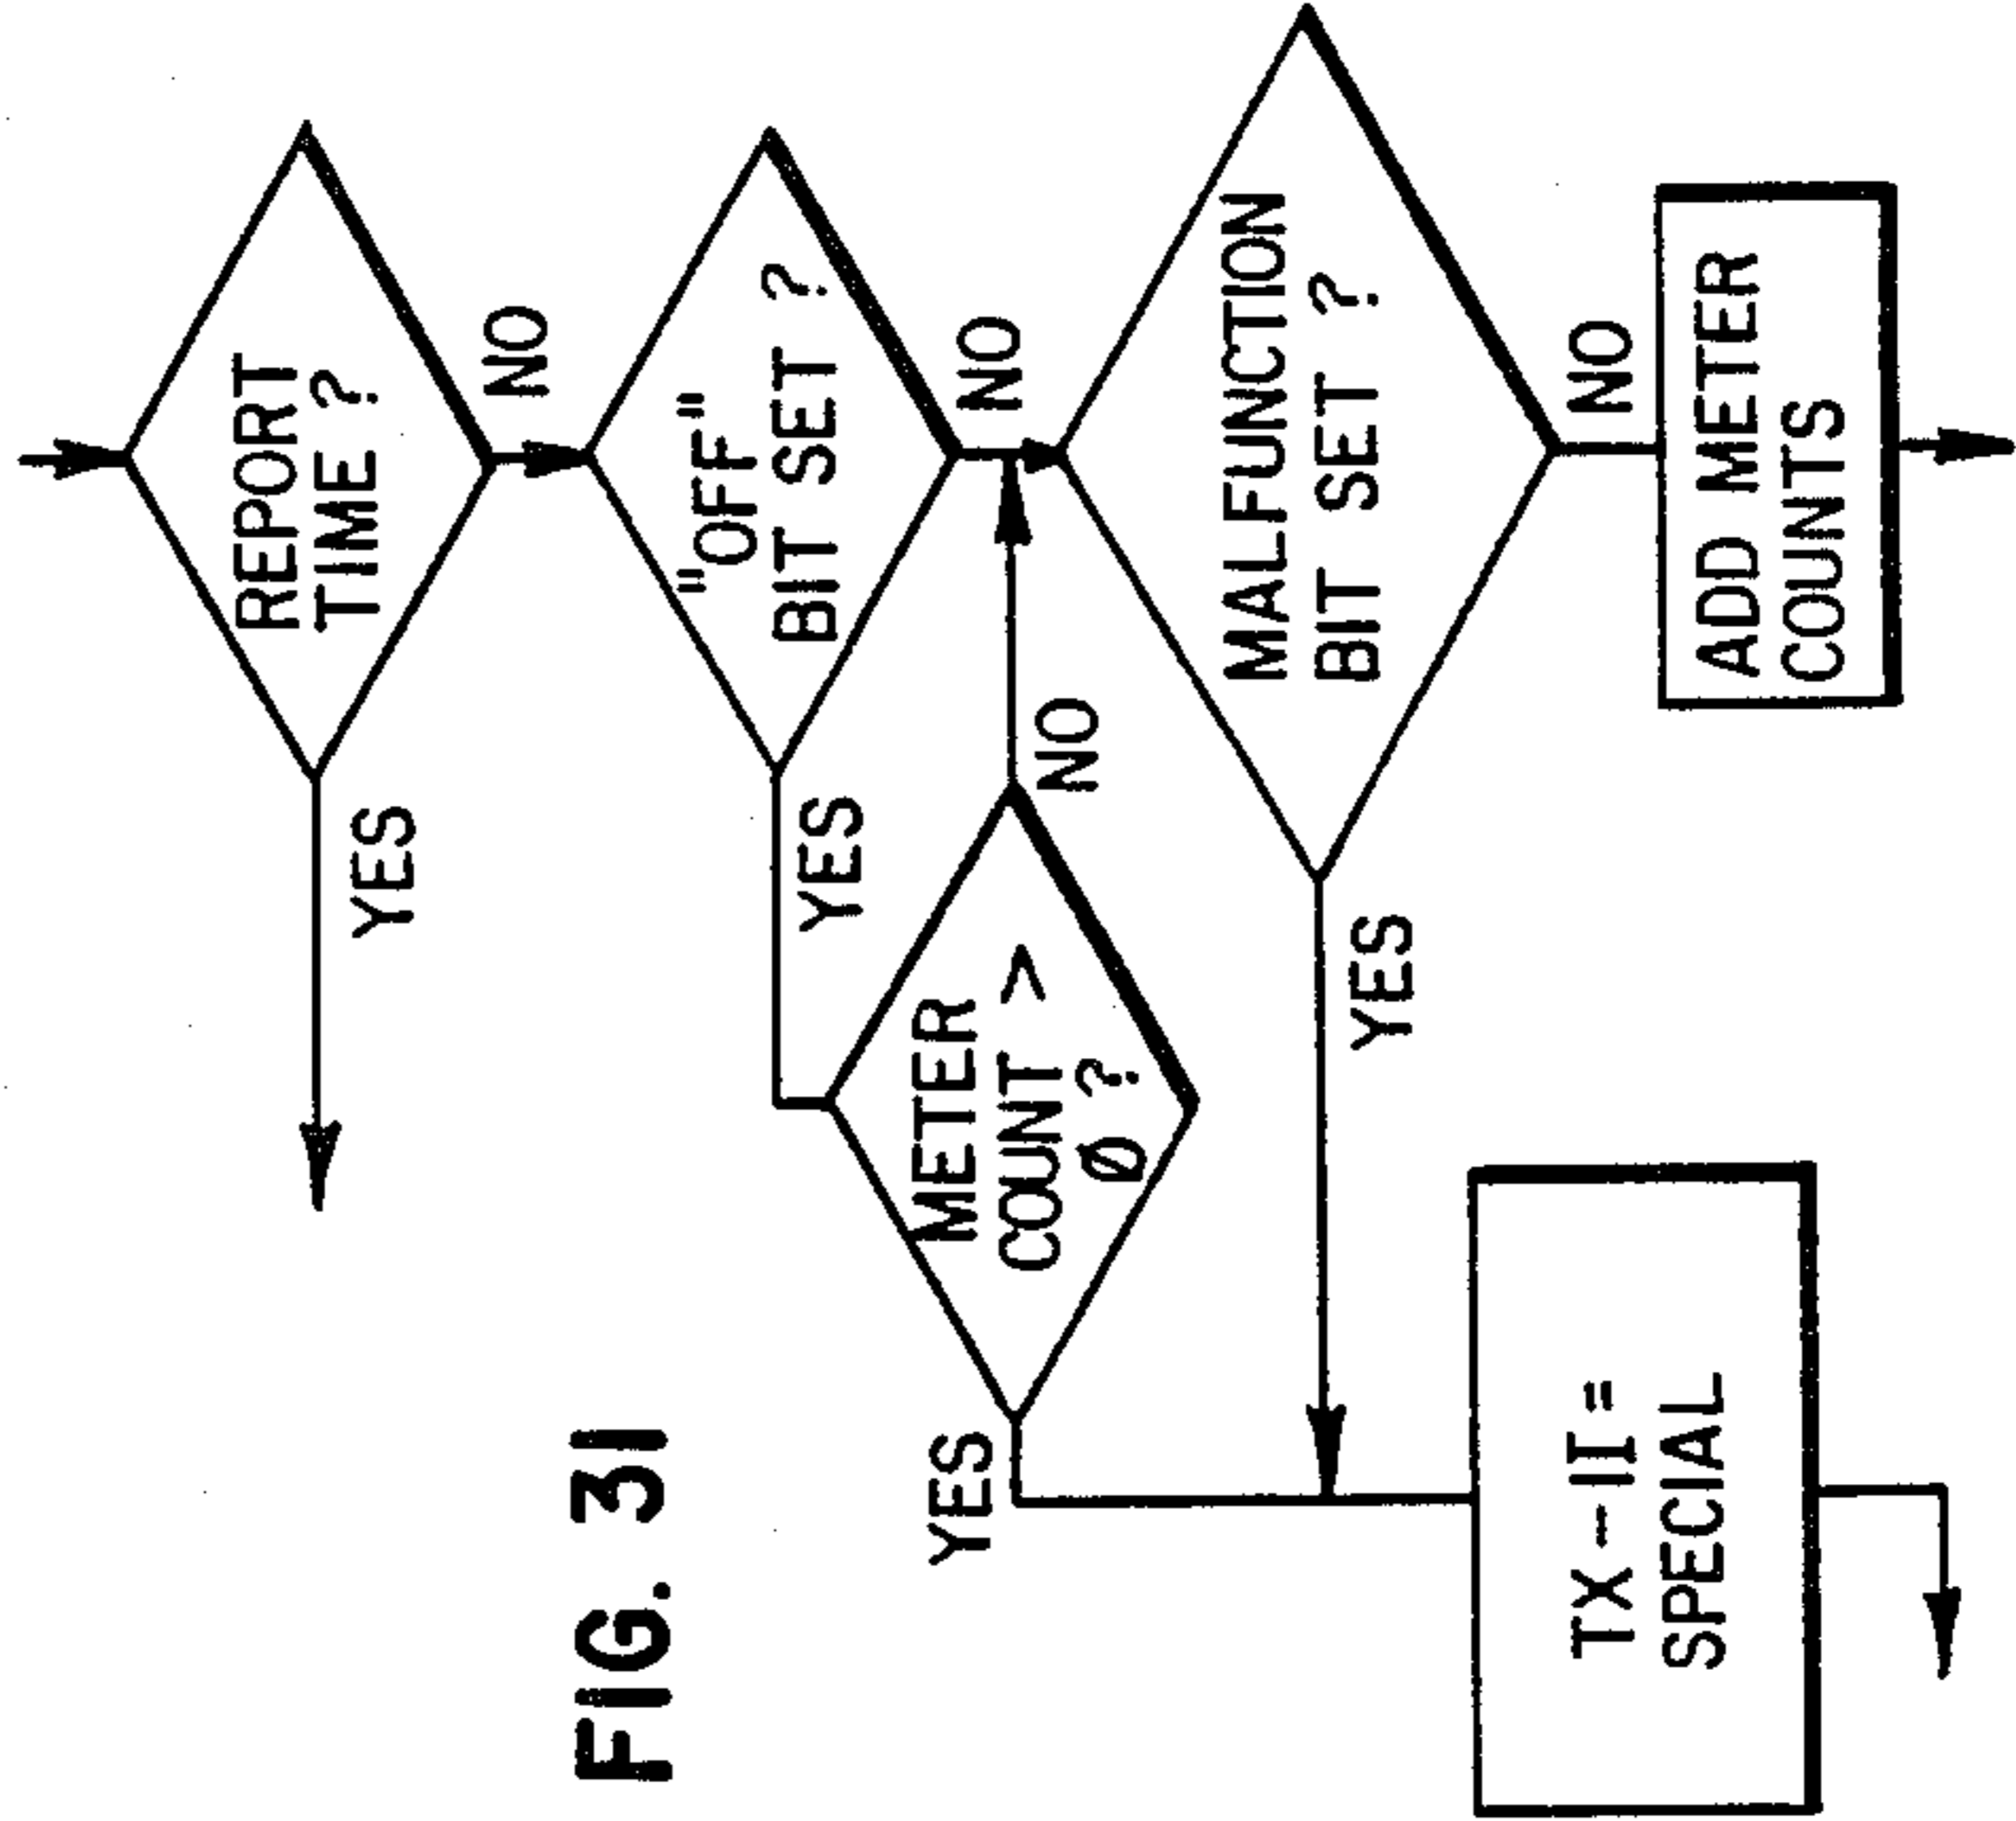 REPORT
TIME ?
YES
NO
"OFF"
BIT SET ?
YES
NO
METER
COUNT >
Ø ?
YES
NO
MALFUNCTION
BIT SET ?
YES
NO
TX-II=
SPECIAL
ADD METER
COUNTS
FIG. 31